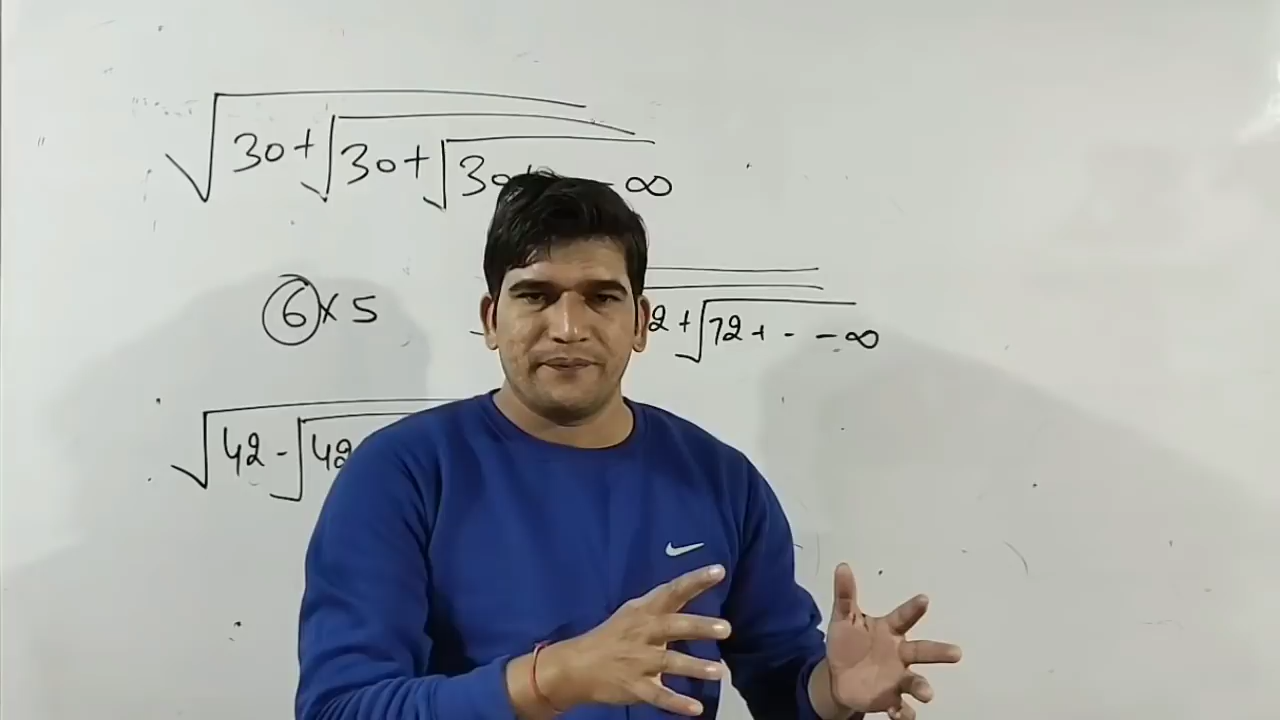 √30+√30+√30 - ∞
6 × 5
2 +√72 + - - ∞
√42 -√42